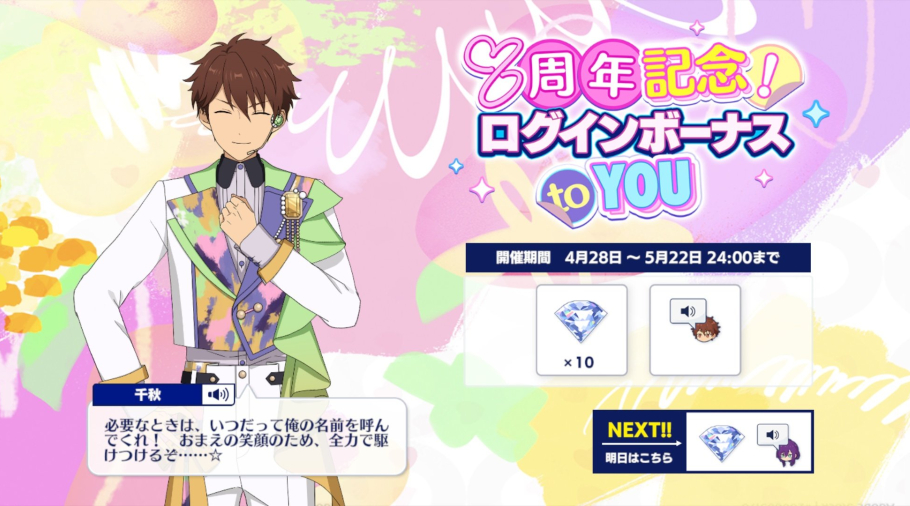 8周年記念!
ログインボーナス
to YOU
開催期間 4月28日 ~ 5月22日 24:00まで
×10
千秋
必要なときは、いつだって俺の名前を呼ん
でくれ! おまえの笑顔のため、全力で駆
けつけるぞ……☆
NEXT!!
明日はこちら